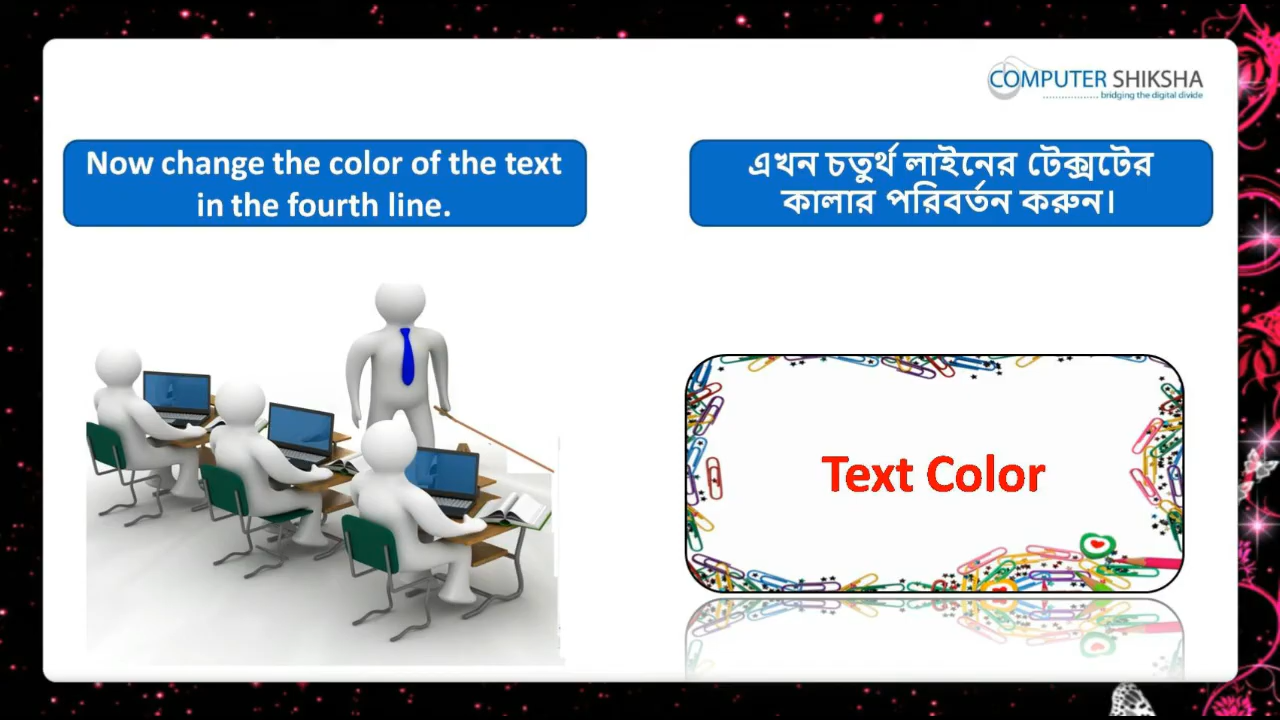 COMPUTER SHIKSHA
bridging the digital divide
Now change the color of the text
in the fourth line.
এখন চতুর্থ লাইনের টেক্সটের
কালার পরিবর্তন করুন।
Text Color